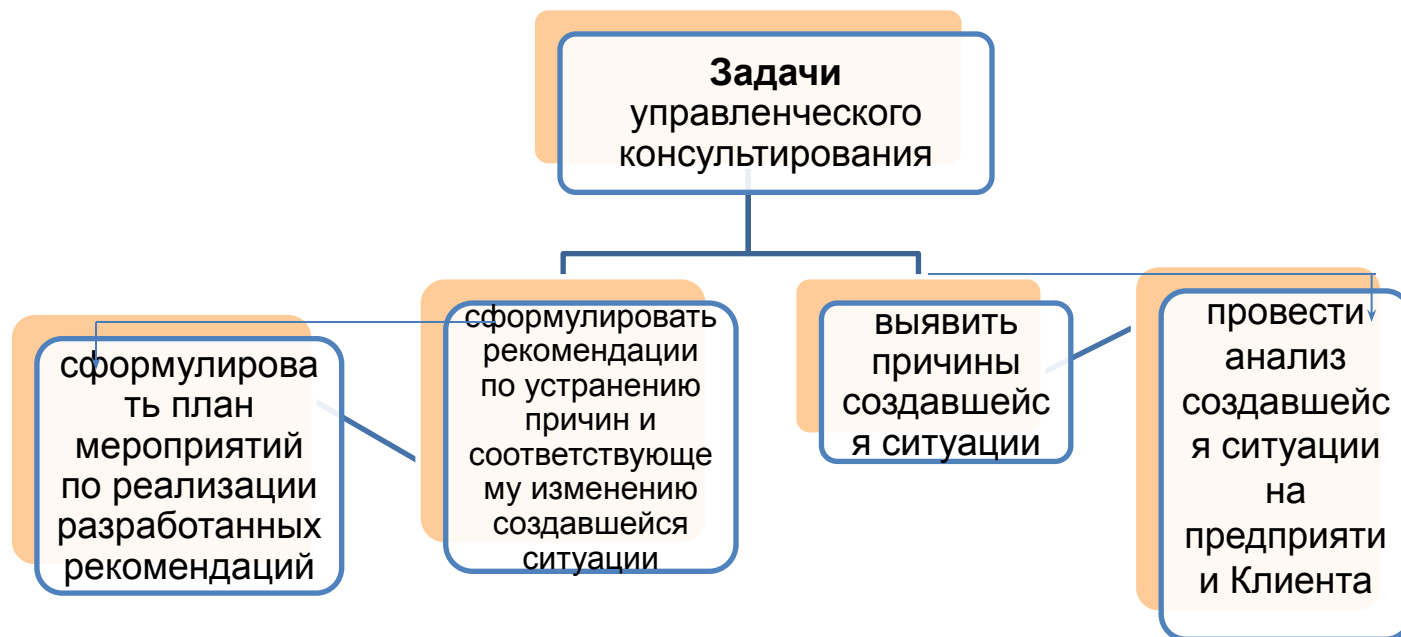 Задачи
управленческого
консультирования
сформулирова
ть план
мероприятий
по реализации
разработанных
рекомендаций
сформулировать
рекомендации
по устранению
причин и
соответствующе
му изменению
создавшейся
ситуации
выявить
причины
создавшейс
я ситуации
провести
анализ
создавшейс
я ситуации
на
предприяти
и Клиента